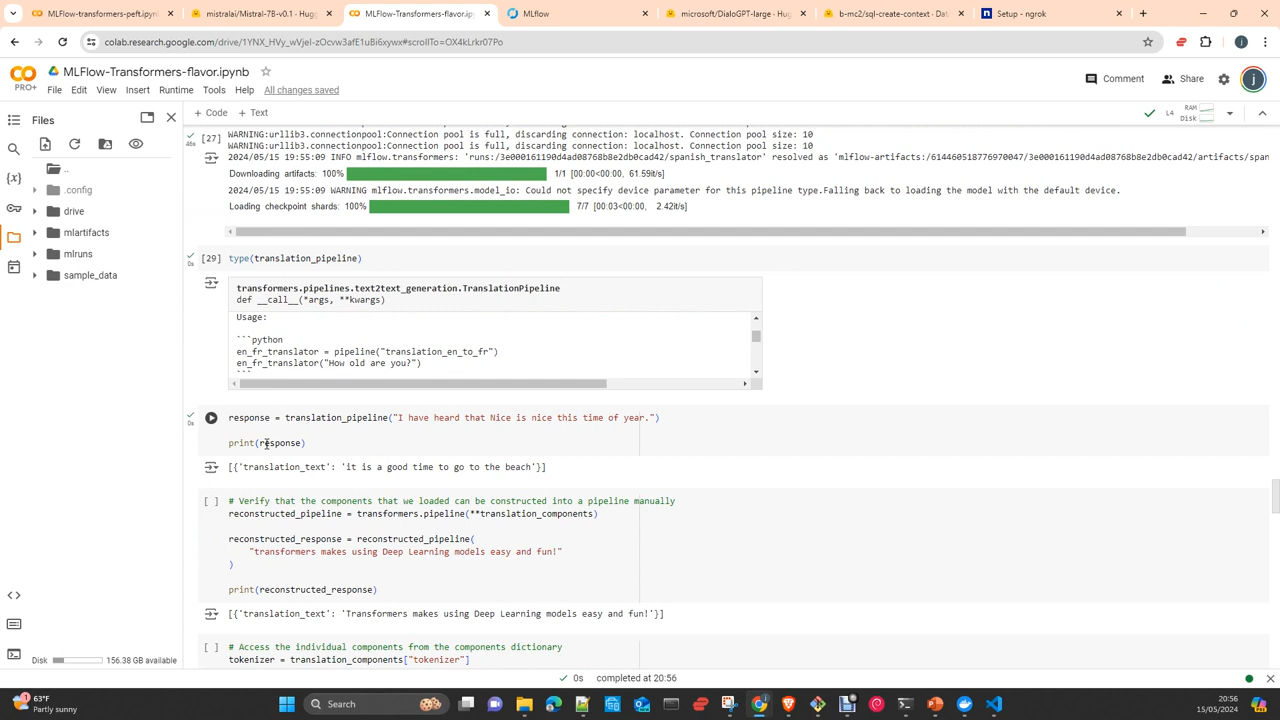 MLFlow-transformers-peft.ipynb
mistralai/Mistral-7B-v0.1 · Hugg
MLFlow-Transformers-flavor.ipyn
MLflow
microsoft/DialoGPT-large · Hugg
b-mc2/sql-create-context · Dat
Setup - ngrok
colab.research.google.com/drive/1YNX_HVy_wVjeI-zOcvw3afE1uBi6xywx#scrollTo=OX4kLrkr07Po
PRO+
MLFlow-Transformers-flavor.ipynb
File Edit View Insert Runtime Tools Help All changes saved
Comment
Share
Files
+ Code + Text
L4
RAM
Disk
..
.config
drive
mlartifacts
mlruns
sample_data
[27]
46s
WARNING:urllib3.connectionpool:Connection pool is full, discarding connection: localhost. Connection pool size: 10
WARNING:urllib3.connectionpool:Connection pool is full, discarding connection: localhost. Connection pool size: 10
2024/05/15 19:55:09 INFO mlflow.transformers: 'runs:/3e000161190d4ad08768b8e2db0cad42/spanish_translator' resolved as 'mlflow-artifacts:/614460518776970047/3e000161190d4ad08768b8e2db0cad42/artifacts/span
Downloading artifacts: 100% 1/1 [00:00<00:00, 61.59it/s]
2024/05/15 19:55:09 WARNING mlflow.transformers.model_io: Could not specify device parameter for this pipeline type.Falling back to loading the model with the default device.
Loading checkpoint shards: 100% 7/7 [00:03<00:00, 2.42it/s]
[29] type(translation_pipeline)
0s
transformers.pipelines.text2text_generation.TranslationPipeline
def __call__(*args, **kwargs)
Usage:
```python
en_fr_translator = pipeline("translation_en_to_fr")
en_fr_translator("How old are you?")
```
response = translation_pipeline("I have heard that Nice is nice this time of year.")
0s
print(response)
[{'translation_text': 'it is a good time to go to the beach'}]
[ ] # Verify that the components that we loaded can be constructed into a pipeline manually
reconstructed_pipeline = transformers.pipeline(**translation_components)
reconstructed_response = reconstructed_pipeline(
"transformers makes using Deep Learning models easy and fun!"
)
print(reconstructed_response)
[{'translation_text': 'Transformers makes using Deep Learning models easy and fun!'}]
[ ] # Access the individual components from the components dictionary
tokenizer = translation_components["tokenizer"]
Disk 156.38 GB available
0s completed at 20:56
63°F
Partly sunny
Search
20:56
15/05/2024